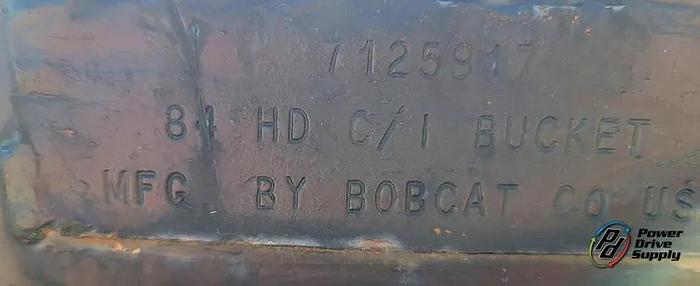 7125917
84 HD C/I BUCKET
MFG BY BOBCAT CO US
Power
Drive
Supply